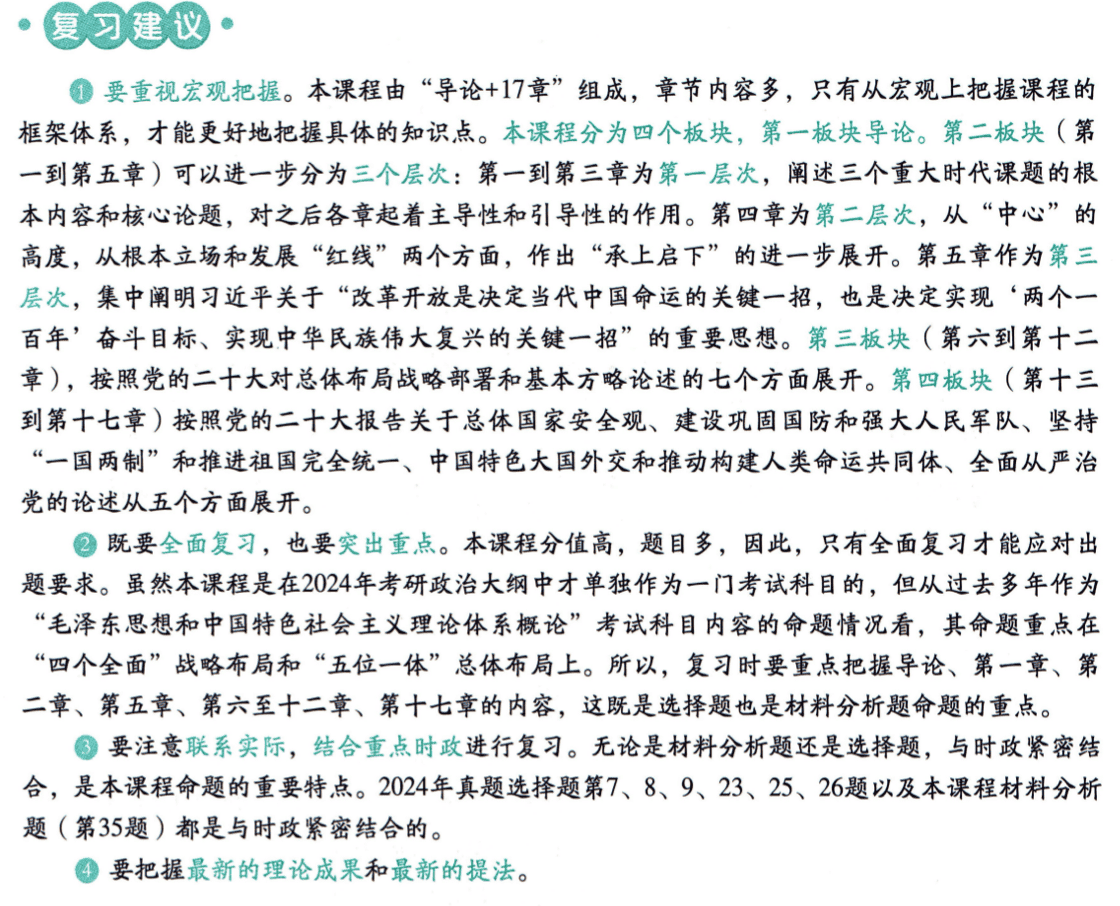 复习建议
❶ 要重视宏观把握。本课程由“导论+17章”组成，章节内容多，只有从宏观上把握课程的
框架体系，才能更好地把握具体的知识点。本课程分为四个板块，第一板块导论。第二板块（第
一到第五章）可以进一步分为三个层次：第一到第三章为第一层次，阐述三个重大时代课题的根
本内容和核心论题，对之后各章起着主导性和引导性的作用。第四章为第二层次，从“中心”的
高度，从根本立场和发展“红线”两个方面，作出“承上启下”的进一步展开。第五章作为第三
层次，集中阐明习近平关于“改革开放是决定当代中国命运的关键一招，也是决定实现‘两个一
百年’奋斗目标、实现中华民族伟大复兴的关键一招”的重要思想。第三板块（第六到第十二
章），按照党的二十大对总体布局战略部署和基本方略论述的七个方面展开。第四板块（第十三
到第十七章）按照党的二十大报告关于总体国家安全观、建设巩固国防和强大人民军队、坚持
“一国两制”和推进祖国完全统一、中国特色大国外交和推动构建人类命运共同体、全面从严治
党的论述从五个方面展开。
❷ 既要全面复习，也要突出重点。本课程分值高，题目多，因此，只有全面复习才能应对出
题要求。虽然本课程是在2024年考研政治大纲中才单独作为一门考试科目的，但从过去多年作为
“毛泽东思想和中国特色社会主义理论体系概论”考试科目内容的命题情况看，其命题重点在
“四个全面”战略布局和“五位一体”总体布局上。所以，复习时要重点把握导论、第一章、第
二章、第五章、第六至十二章、第十七章的内容，这既是选择题也是材料分析题命题的重点。
❸ 要注意联系实际，结合重点时政进行复习。无论是材料分析题还是选择题，与时政紧密结
合，是本课程命题的重要特点。2024年真题选择题第7、8、9、23、25、26题以及本课程材料分析
题（第35题）都是与时政紧密结合的。
❹ 要把握最新的理论成果和最新的提法。